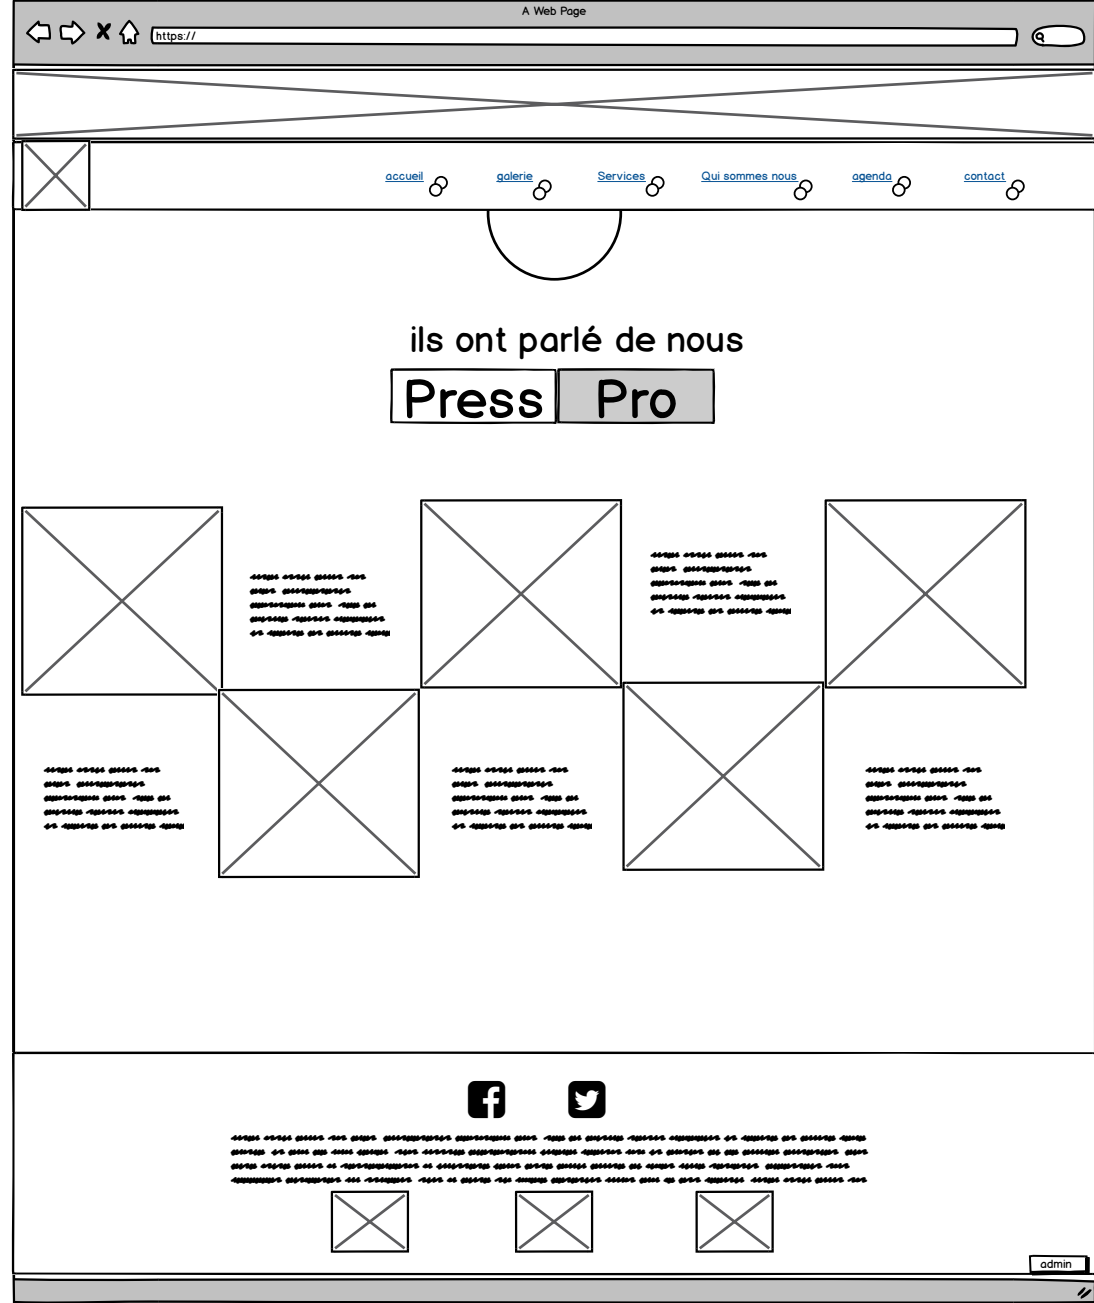 A Web Page
https://
accueil
galerie
Services
Qui sommes nous
agenda
contact
ils ont parlé de nous
Press
Pro
admin